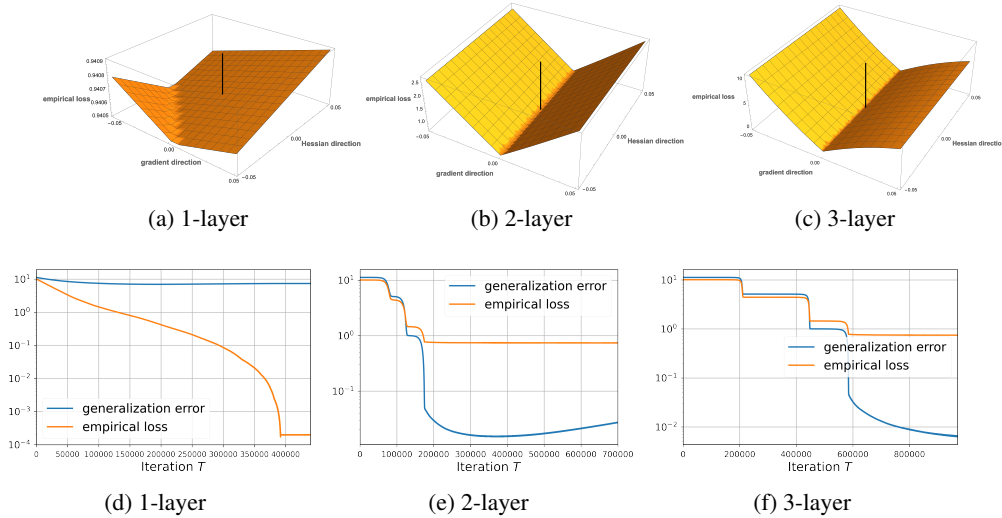 0.9409
0.9408
0.9407
0.9406
0.9405
empirical loss
−0.05
0.00
gradient direction
0.05
−0.05
0.00
Hessian direction
0.05
(a) 1-layer
2.5
2.0
1.5
1.0
empirical loss
−0.05
0.00
gradient direction
0.05
−0.05
0.00
Hessian direction
0.05
(b) 2-layer
10
5
0
empirical loss
−0.05
0.00
gradient direction
0.05
−0.05
0.00
Hessian direction
0.05
(c) 3-layer
10^1
10^0
10^-1
10^-2
10^-3
10^-4
generalization error
empirical loss
0 50000 100000 150000 200000 250000 300000 350000 400000
Iteration T
(d) 1-layer
10^1
10^0
10^-1
generalization error
empirical loss
0 100000 200000 300000 400000 500000 600000 700000
Iteration T
(e) 2-layer
10^1
10^0
10^-1
10^-2
generalization error
empirical loss
0 200000 400000 600000 800000
Iteration T
(f) 3-layer